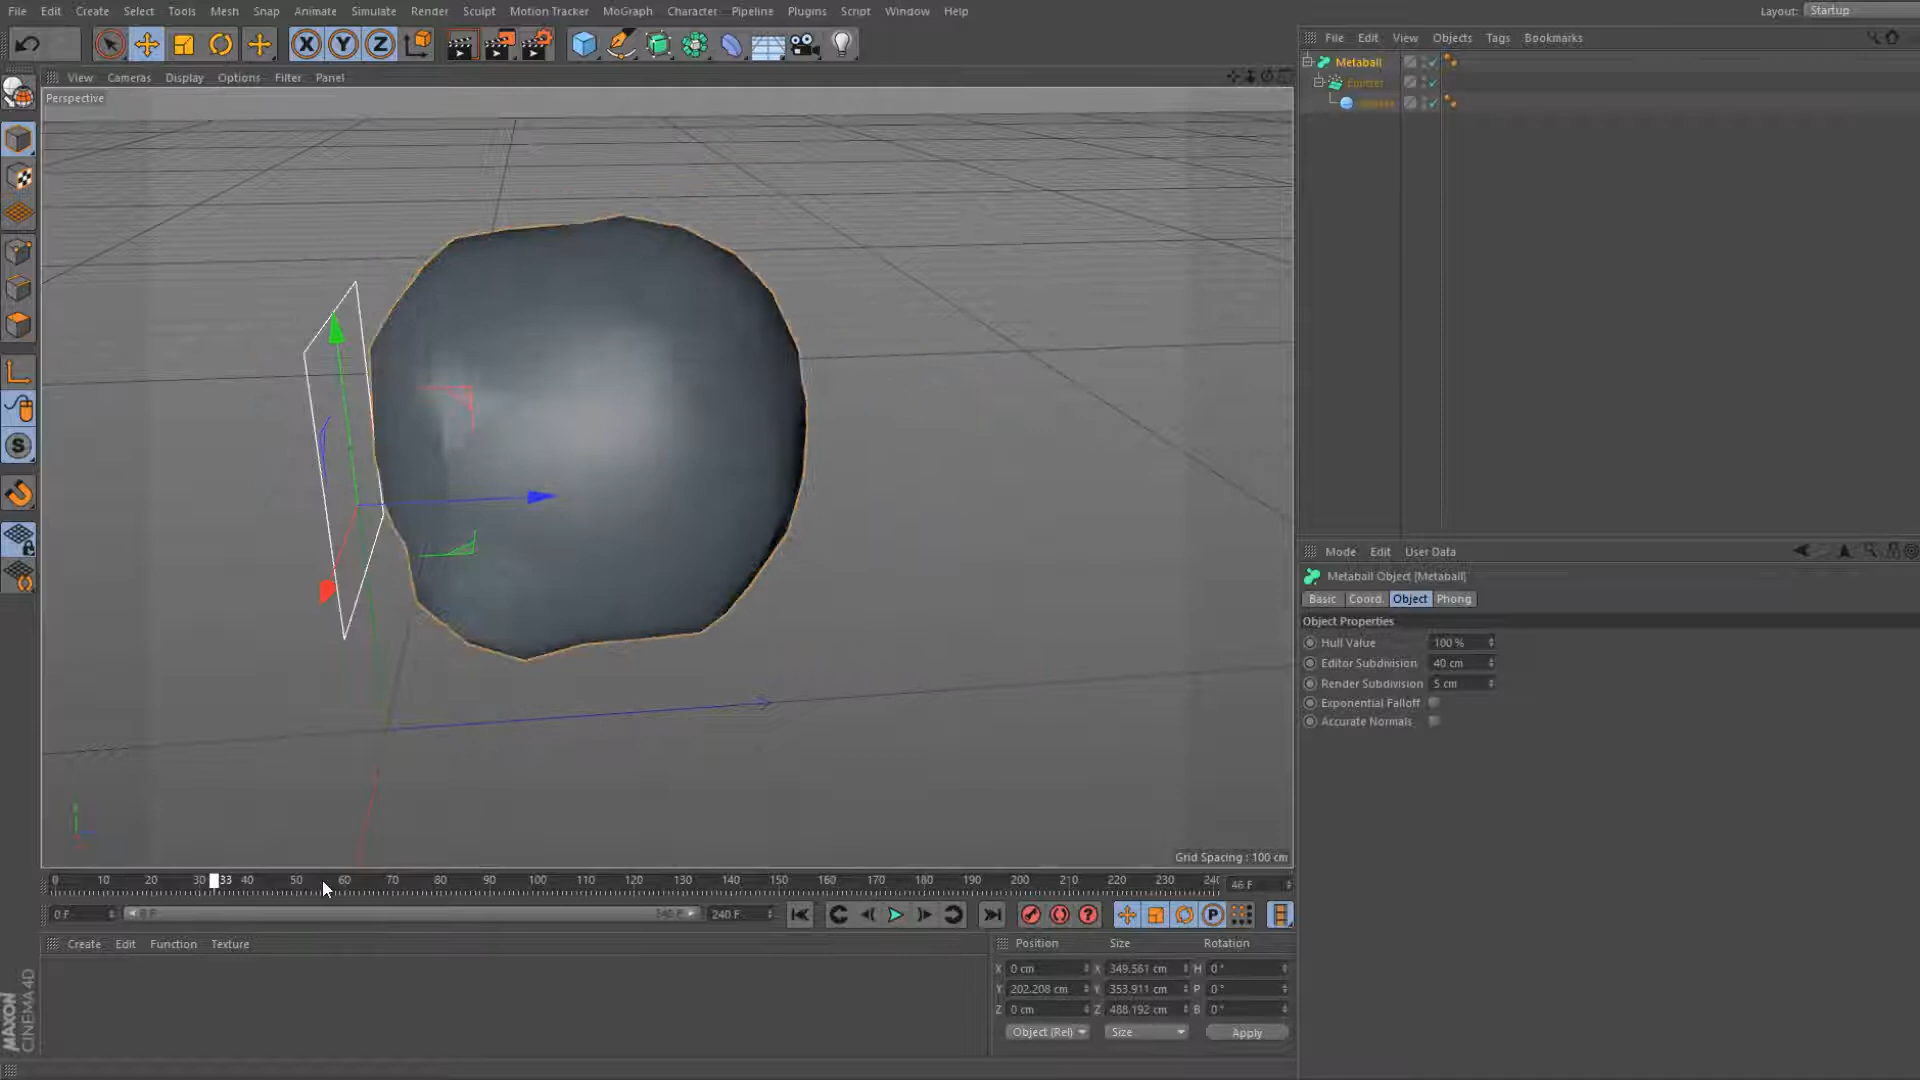 File Edit Create Select Tools Mesh Snap Animate Simulate Render Sculpt Motion Tracker MoGraph Character Pipeline Plugins Script Window Help
Layout: Startup
X Y Z
File Edit View Objects Tags Bookmarks
View Cameras Display Options Filter Panel
Metaball
Emitter
Perspective
Mode Edit User Data
Metaball Object [Metaball]
Basic Coord. Object Phong
Object Properties
Hull Value 100 %
Editor Subdivision 40 cm
Render Subdivision 5 cm
Exponential Falloff
Accurate Normals
Grid Spacing : 100 cm
0 10 20 30 33 40 50 60 70 80 90 100 110 120 130 140 150 160 170 180 190 200 210 220 230 240
46 F
0 F 240 F
P
Create Edit Function Texture
Position Size Rotation
X 0 cm X 349.561 cm H 0 °
Y 202.208 cm Y 353.911 cm P 0 °
Z 0 cm Z 488.192 cm B 0 °
Object (Rel) Size Apply
MAXON
CINEMA 4D